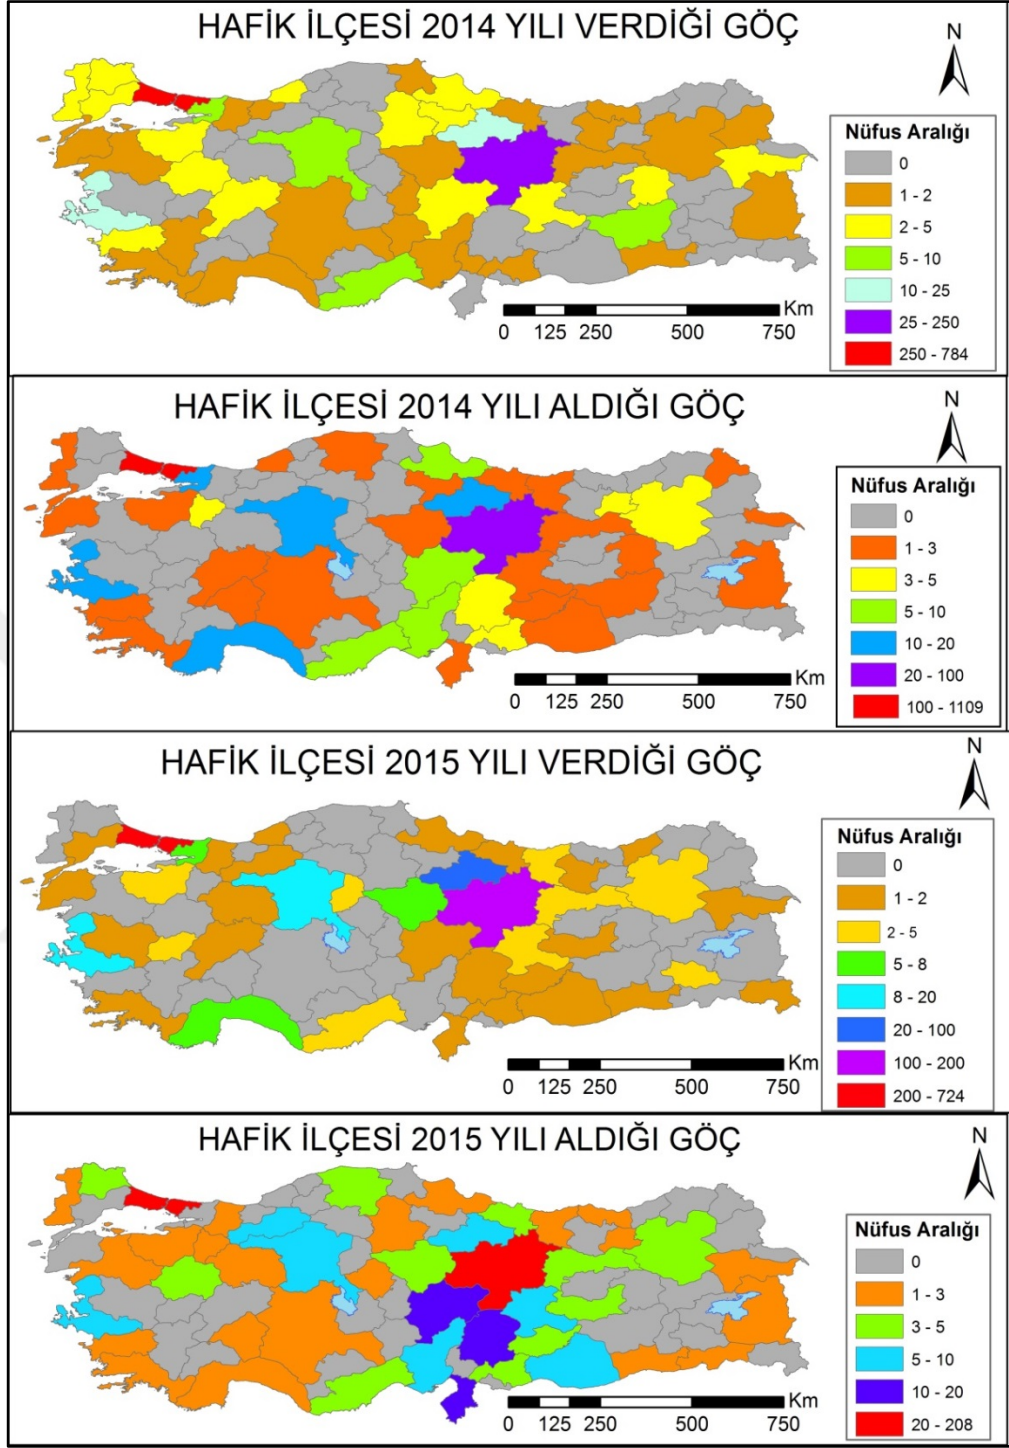 HAFİK İLÇESİ 2014 YILI VERDİĞİ GÖÇ
N
Nüfus Aralığı
0
1 - 2
2 - 5
5 - 10
10 - 25
25 - 250
250 - 784
Km
0 125 250 500 750
HAFİK İLÇESİ 2014 YILI ALDIĞI GÖÇ
N
Nüfus Aralığı
0
1 - 3
3 - 5
5 - 10
10 - 20
20 - 100
100 - 1109
Km
0 125 250 500 750
HAFİK İLÇESİ 2015 YILI VERDİĞİ GÖÇ
N
Nüfus Aralığı
0
1 - 2
2 - 5
5 - 8
8 - 20
20 - 100
100 - 200
200 - 724
Km
0 125 250 500 750
HAFİK İLÇESİ 2015 YILI ALDIĞI GÖÇ
N
Nüfus Aralığı
0
1 - 3
3 - 5
5 - 10
10 - 20
20 - 208
Km
0 125 250 500 750